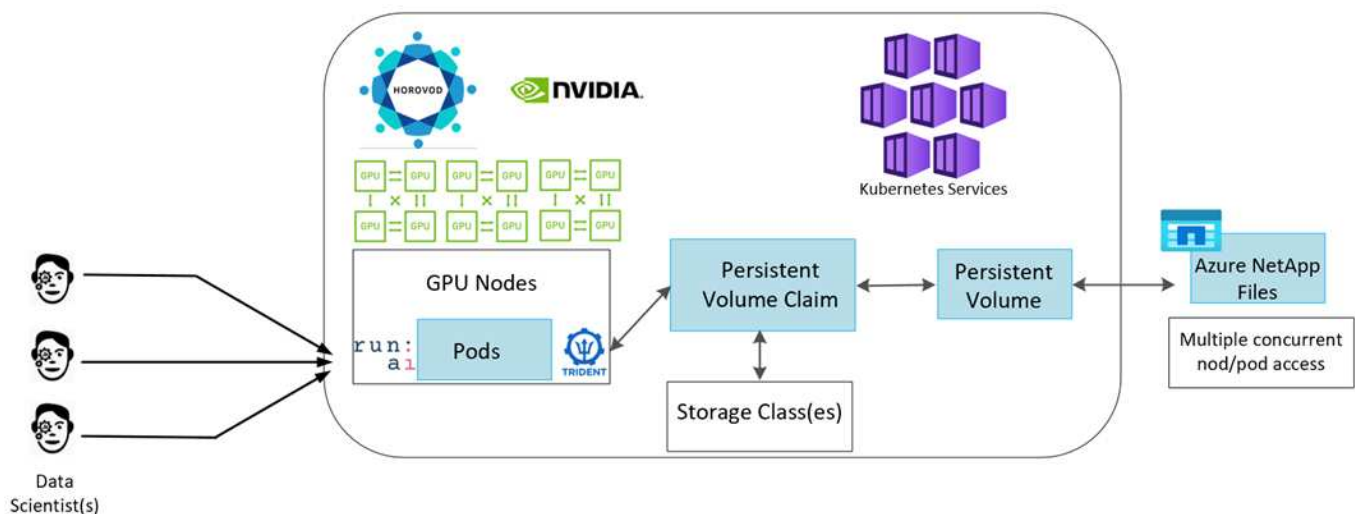 HOROVOD
NVIDIA.
GPU GPU GPU GPU GPU GPU
GPU GPU GPU GPU GPU GPU
Kubernetes Services
GPU Nodes
run:
ai
Pods
TRIDENT
Persistent
Volume Claim
Storage Class(es)
Persistent
Volume
Azure NetApp
Files
Multiple concurrent
nod/pod access
Data
Scientist(s)